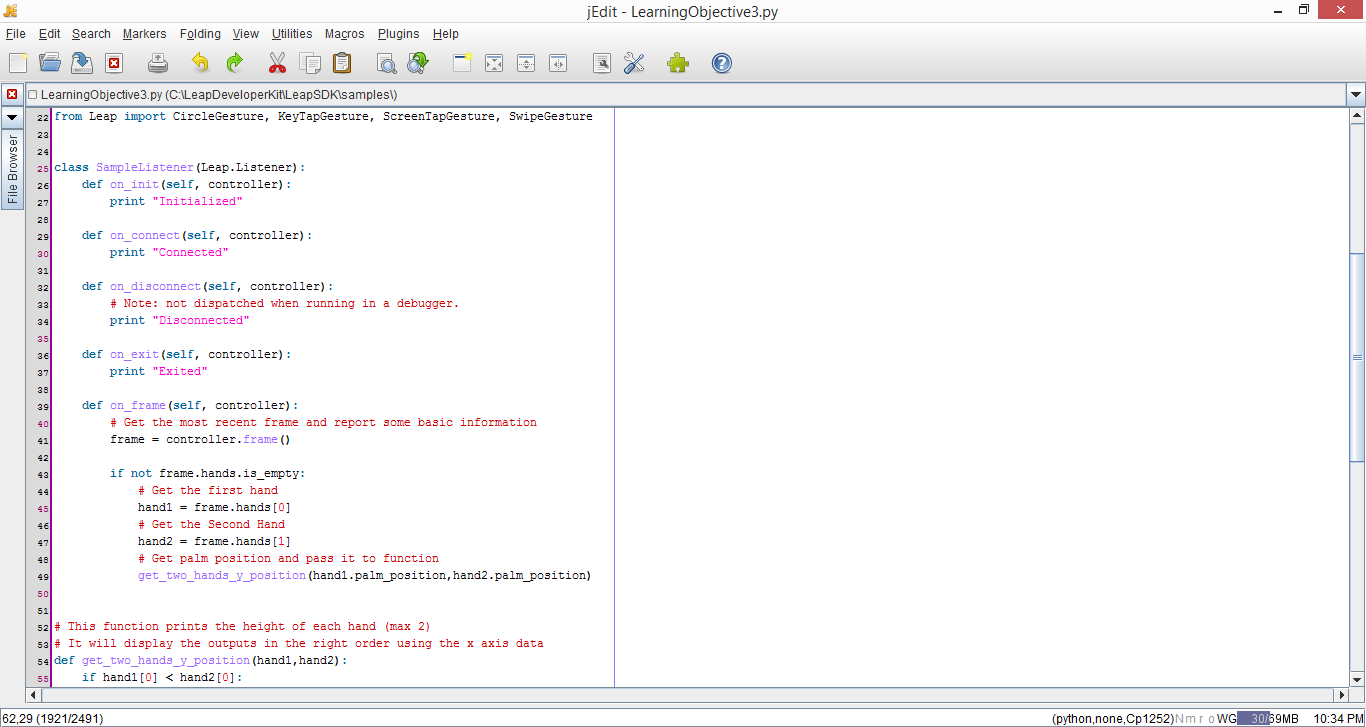 jEdit - LearningObjective3.py
File Edit Search Markers Folding View Utilities Macros Plugins Help
LearningObjective3.py (C:\LeapDeveloperKit\LeapSDK\samples\)
File Browser
22 from Leap import CircleGesture, KeyTapGesture, ScreenTapGesture, SwipeGesture
23
24
25 class SampleListener(Leap.Listener):
26     def on_init(self, controller):
27         print "Initialized"
28
29     def on_connect(self, controller):
30         print "Connected"
31
32     def on_disconnect(self, controller):
33         # Note: not dispatched when running in a debugger.
34         print "Disconnected"
35
36     def on_exit(self, controller):
37         print "Exited"
38
39     def on_frame(self, controller):
40         # Get the most recent frame and report some basic information
41         frame = controller.frame()
42
43         if not frame.hands.is_empty:
44             # Get the first hand
45             hand1 = frame.hands[0]
46             # Get the Second Hand
47             hand2 = frame.hands[1]
48             # Get palm position and pass it to function
49             get_two_hands_y_position(hand1.palm_position,hand2.palm_position)
50
51
52 # This function prints the height of each hand (max 2)
53 # It will display the outputs in the right order using the x axis data
54 def get_two_hands_y_position(hand1,hand2):
55     if hand1[0] < hand2[0]:
62,29 (1921/2491) (python,none,Cp1252)N m r o WG 30/69MB 10:34 PM